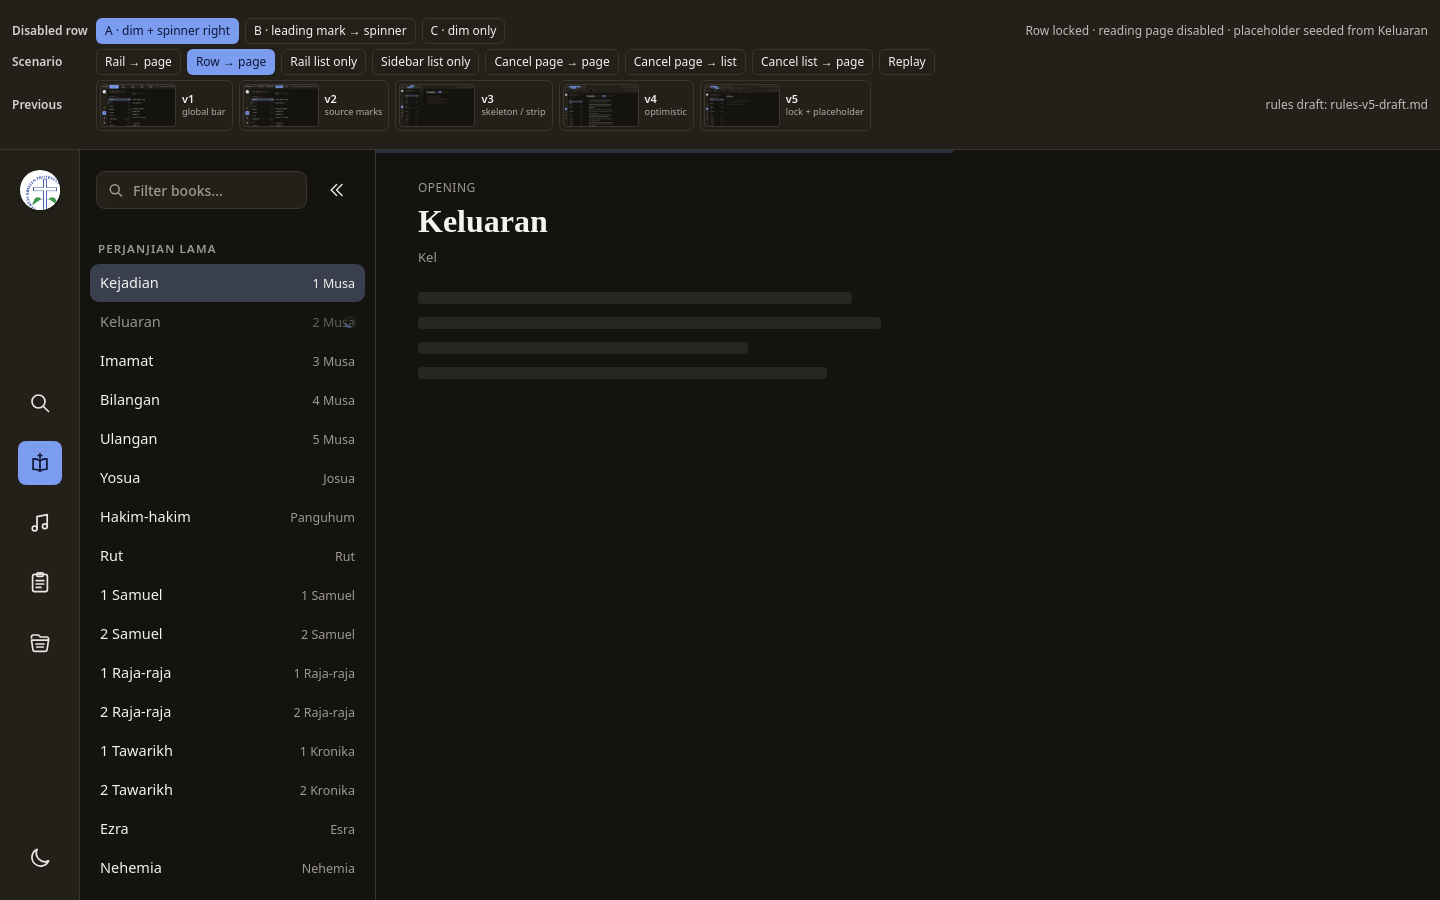 Disabled row A · dim + spinner right B · leading mark → spinner C · dim only Row locked · reading page disabled · placeholder seeded from Keluaran
Scenario Rail → page Row → page Rail list only Sidebar list only Cancel page → page Cancel page → list Cancel list → page Replay
Previous v1 global bar v2 source marks v3 skeleton / strip v4 optimistic v5 lock + placeholder rules draft: rules-v5-draft.md
Filter books...
PERJANJIAN LAMA
Kejadian 1 Musa
Keluaran 2 Musa
Imamat 3 Musa
Bilangan 4 Musa
Ulangan 5 Musa
Yosua Josua
Hakim-hakim Panguhum
Rut Rut
1 Samuel 1 Samuel
2 Samuel 2 Samuel
1 Raja-raja 1 Raja-raja
2 Raja-raja 2 Raja-raja
1 Tawarikh 1 Kronika
2 Tawarikh 2 Kronika
Ezra Esra
Nehemia Nehemia
OPENING
Keluaran
Kel